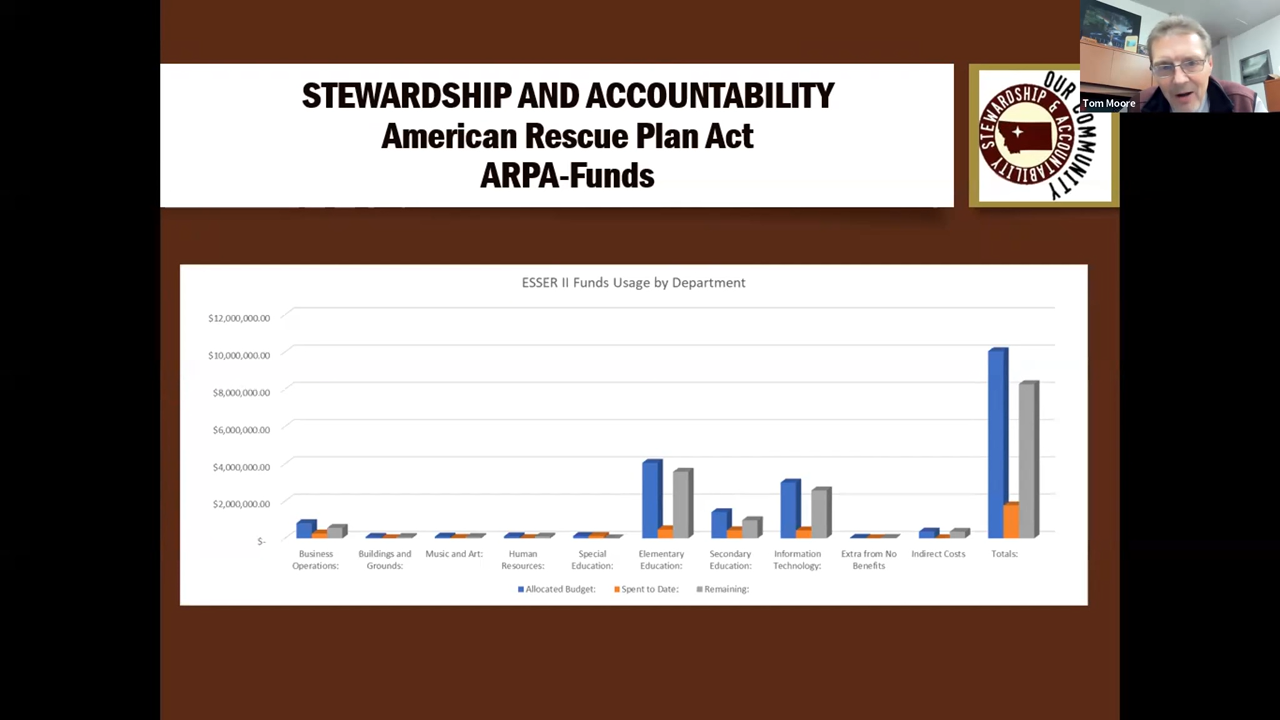 STEWARDSHIP AND ACCOUNTABILITY
American Rescue Plan Act
ARPA-Funds
STEWARDSHIP & ACCOUNTABILITY
OUR COMMUNITY
Tom Moore
ESSER II Funds Usage by Department
$12,000,000.00
$10,000,000.00
$8,000,000.00
$6,000,000.00
$4,000,000.00
$2,000,000.00
$-
Business
Operations:
Buildings and
Grounds:
Music and Art:
Human
Resources:
Special
Education:
Elementary
Education:
Secondary
Education:
Information
Technology:
Extra from No
Benefits
Indirect Costs
Totals:
Allocated Budget: Spent to Date: Remaining: